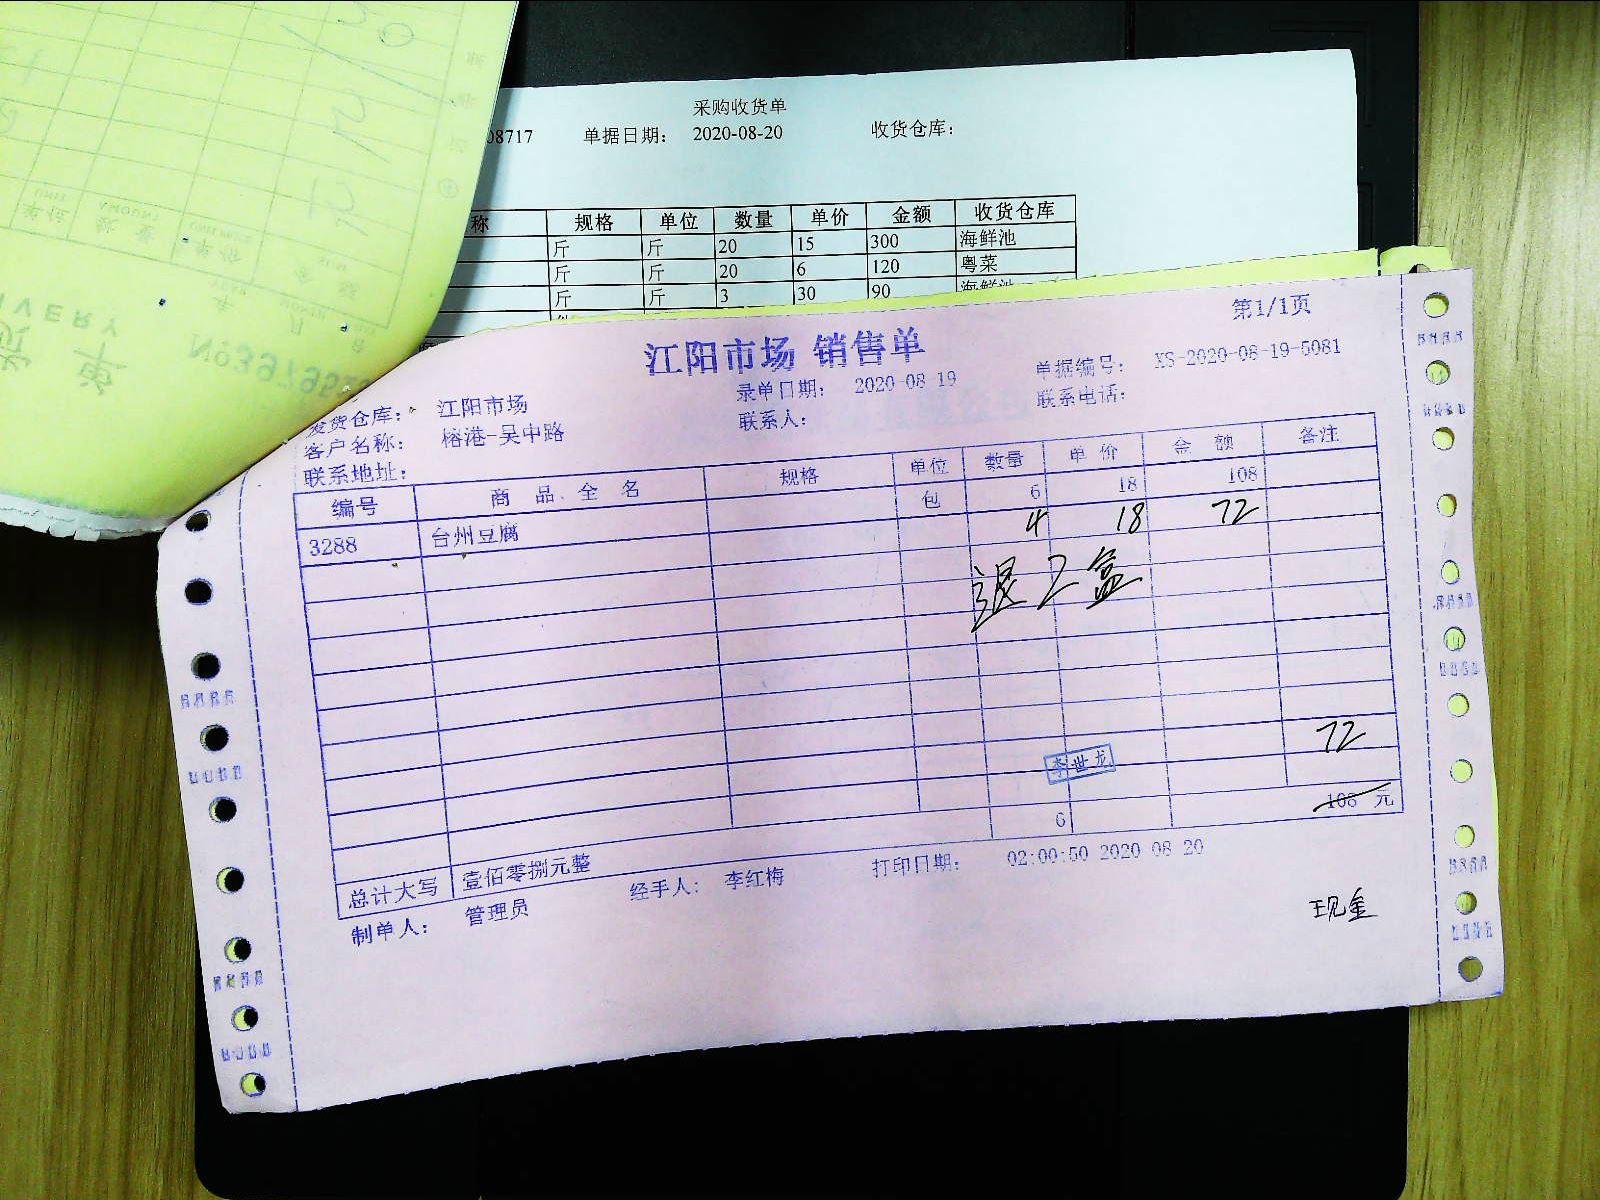 采购收货单
08717 单据日期： 2020-08-20 收货仓库：
称 规格 单位 数量 单价 金额 收货仓库
斤 斤 20 15 300 海鲜池
斤 斤 20 6 120 粤菜
斤 斤 3 30 90 海鲜池
第1/1页
江阳市场 销售单
录单日期： 2020-08-19 单据编号： XS-2020-08-19-5081
发货仓库： 江阳市场 联系人： 联系电话：
客户名称： 榕港-吴中路
联系地址：
编号 商品全名 规格 单位 数量 单价 金额 备注
3288 台州豆腐 包 6 18 108
4 18 72
退2盒
72
李世龙
6 108 元
总计大写 壹佰零捌元整
制单人： 管理员 经手人： 李红梅 打印日期： 02:00:50 2020-08-20
现金